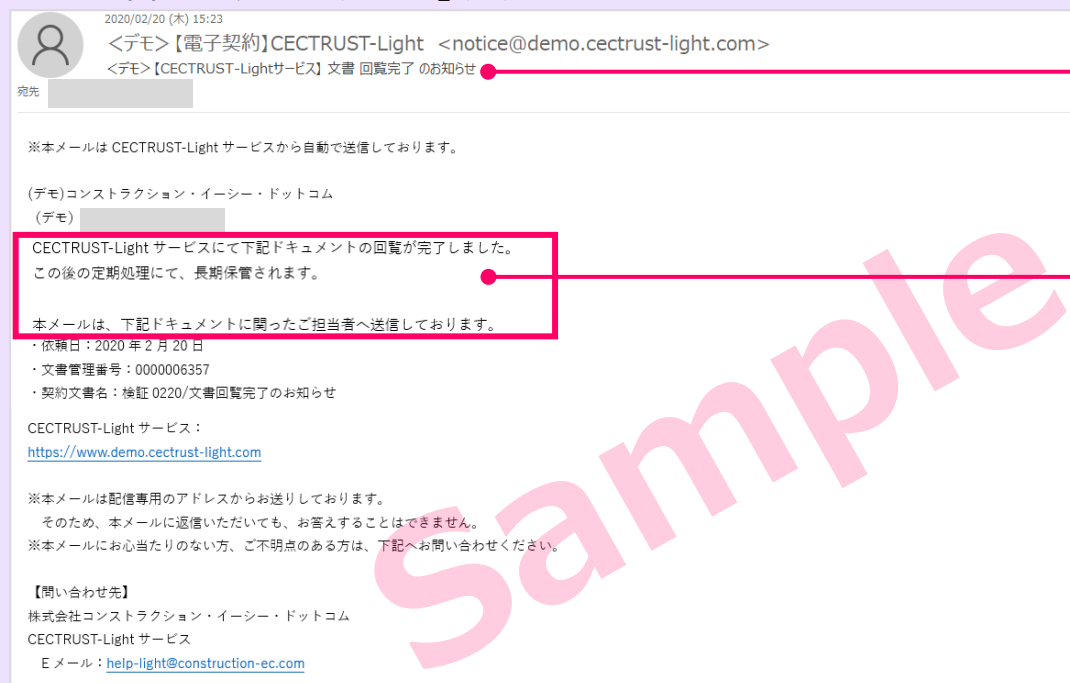 2020/02/20 (木) 15:23
<デモ>【電子契約】CECTRUST-Light <notice@demo.cectrust-light.com>
<デモ>【CECTRUST-Lightサービス】 文書 回覧完了 のお知らせ
宛先
※本メールは CECTRUST-Light サービスから自動で送信しております。
(デモ)コンストラクション・イーシー・ドットコム
（デモ）
CECTRUST-Light サービスにて下記ドキュメントの回覧が完了しました。
この後の定期処理にて、長期保管されます。
本メールは、下記ドキュメントに関ったご担当者へ送信しております。
・依頼日：2020 年 2 月 20 日
・文書管理番号：0000006357
・契約文書名：検証 0220/文書回覧完了のお知らせ
CECTRUST-Light サービス：
https://www.demo.cectrust-light.com
※本メールは配信専用のアドレスからお送りしております。
そのため、本メールに返信いただいても、お答えすることはできません。
※本メールにお心当たりのない方、ご不明点のある方は、下記へお問い合わせください。
【問い合わせ先】
株式会社コンストラクション・イーシー・ドットコム
CECTRUST-Light サービス
E メール：help-light@construction-ec.com
Sample